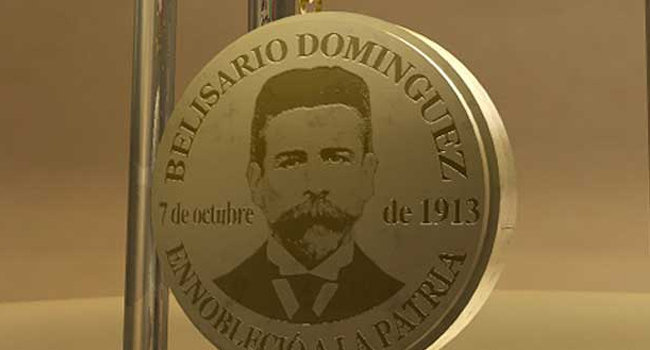 BELISARIO DOMINGUEZ
7 de octubre de 1913
ENNOBLECIÓ A LA PATRIA